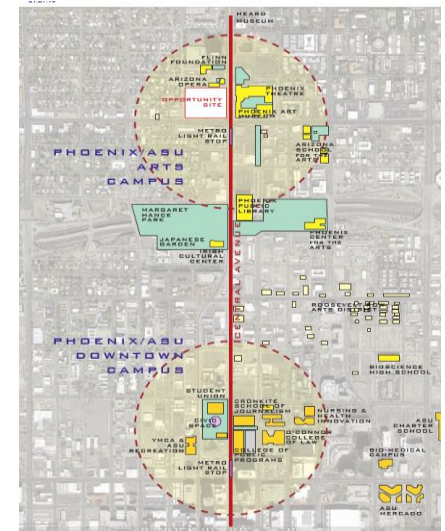 HEARD
MUSEUM
FLINN
FOUNDATION
ARIZONA
OPERA
OPPORTUNITY
SITE
PHOENIX
THEATRE
PHOENIX ART
MUSEUM
METRO
LIGHT RAIL
STOP
ARIZONA
SCHOOL
FOR THE
ARTS
PHOENIX/ASU
ARTS
CAMPUS
MARGARET
HANCE
PARK
PHOENIX
PUBLIC
LIBRARY
JAPANESE
GARDEN
IRISH
CULTURAL
CENTER
PHOENIX
CENTER
FOR THE
ARTS
CENTRAL AVENUE
ROOSEVELT
ARTS DISTRICT
PHOENIX/ASU
DOWNTOWN
CAMPUS
BIOSCIENCE
HIGH SCHOOL
STUDENT
UNION
CIVIC
SPACE
CRONKITE
SCHOOL OF
JOURNALISM
NURSING &
HEALTH
INNOVATION
O'CONNOR
COLLEGE
OF LAW
YMCA &
ASU
RECREATION
COLLEGE OF
PUBLIC
PROGRAMS
METRO
LIGHT RAIL
STOP
ASU
CHARTER
SCHOOL
BIO-MEDICAL
CAMPUS
ASU
MERCADO